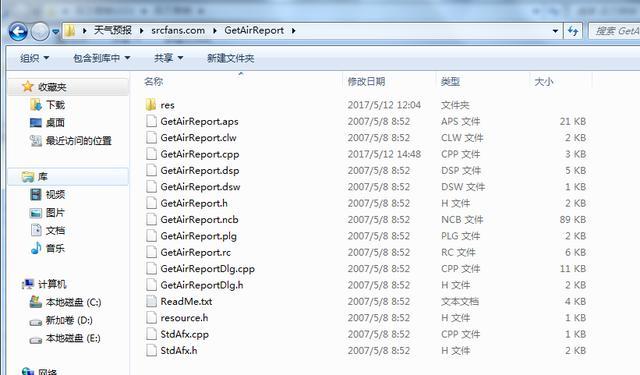 天气预报 srcfans.com GetAirReport 搜索 GetA
组织 包含到库中 共享 新建文件夹
收藏夹
下载
桌面
最近访问的位置
库
视频
图片
文档
音乐
计算机
本地磁盘 (C:)
新加卷 (D:)
本地磁盘 (E:)
网络
名称 修改日期 类型 大小
res 2017/5/12 12:04 文件夹
GetAirReport.aps 2007/5/8 8:52 APS 文件 21 KB
GetAirReport.clw 2007/5/8 8:52 CLW 文件 2 KB
GetAirReport.cpp 2017/5/12 14:48 CPP 文件 3 KB
GetAirReport.dsp 2007/5/8 8:52 DSP 文件 5 KB
GetAirReport.dsw 2007/5/8 8:52 DSW 文件 1 KB
GetAirReport.h 2007/5/8 8:52 H 文件 2 KB
GetAirReport.ncb 2007/5/8 8:52 NCB 文件 89 KB
GetAirReport.plg 2007/5/8 8:52 PLG 文件 2 KB
GetAirReport.rc 2007/5/8 8:52 RC 文件 6 KB
GetAirReportDlg.cpp 2007/5/8 8:52 CPP 文件 11 KB
GetAirReportDlg.h 2007/5/8 8:52 H 文件 2 KB
ReadMe.txt 2007/5/8 8:52 文本文档 4 KB
resource.h 2007/5/8 8:52 H 文件 1 KB
StdAfx.cpp 2007/5/8 8:52 CPP 文件 1 KB
StdAfx.h 2007/5/8 8:52 H 文件 2 KB